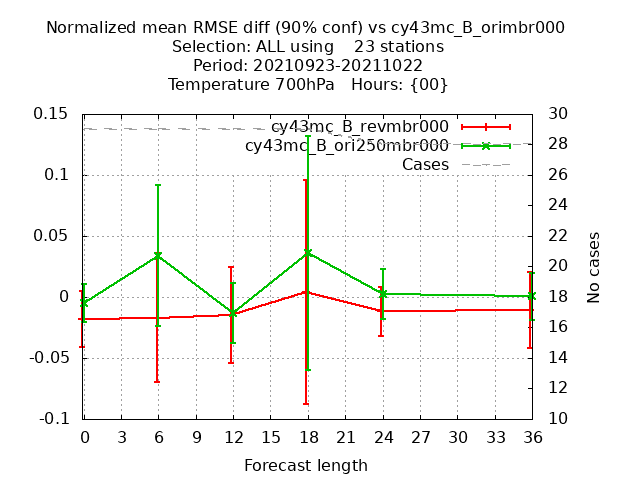 Normalized mean RMSE diff (90% conf) vs cy43mc_B_orimbr000
Selection: ALL using    23 stations
Period: 20210923-20211022
Temperature 700hPa   Hours: {00}
cy43mc_B_revmbr000
cy43mc_B_ori250mbr000
Cases
0.15
0.1
0.05
0
-0.05
-0.1
30
28
26
24
22
20
18
16
14
12
10
No cases
0 3 6 9 12 15 18 21 24 27 30 33 36
Forecast length